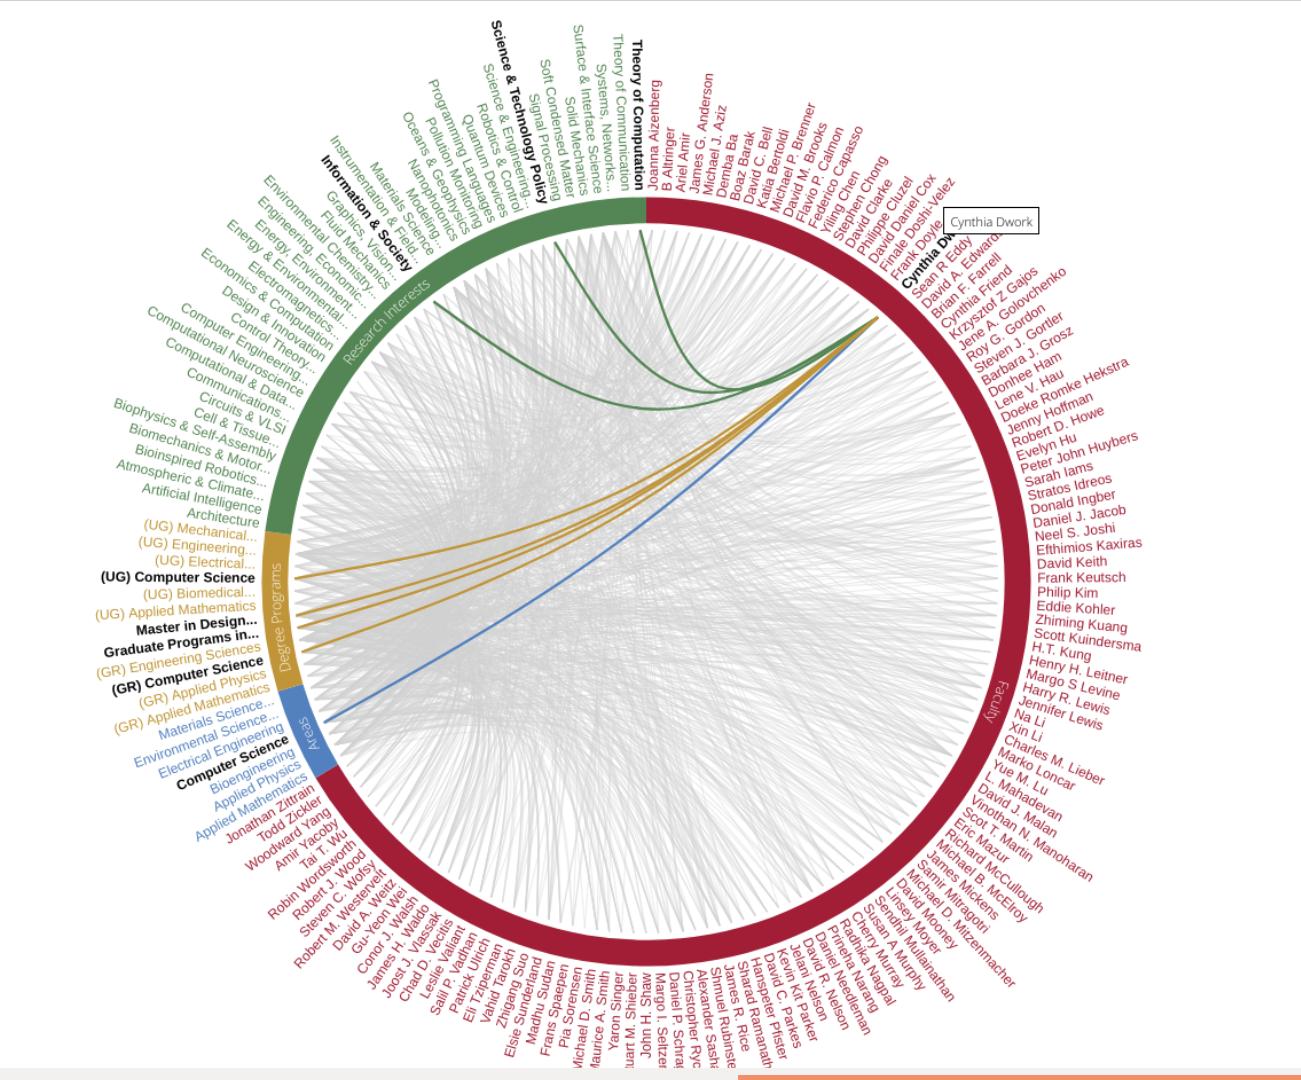 Science & Technology Policy
Science & Engineering...
Soft Condensed Matter
Signal Processing
Solid Mechanics
Surface & Interface Science
Systems, Networks...
Theory of Communication
Theory of Computation
Programming Languages
Robotics & Control
Quantum Devices
Pollution Monitoring
Oceans & Geophysics
Nanophotonics
Modeling...
Materials Science
Instrumentation & Field...
Information & Society
Graphics, Vision...
Fluid Mechanics
Environmental Chemistry...
Engineering, Economic...
Energy, Environment...
Energy & Environmental...
Electromagnetics...
Economics & Computation
Design & Innovation
Control Theory...
Computer Engineering...
Computational Neuroscience
Computational & Data...
Communications...
Circuits & VLSI
Cell & Tissue...
Biophysics & Self-Assembly
Biomechanics & Motor...
Bioinspired Robotics...
Atmospheric & Climate...
Artificial Intelligence
Architecture
Research Interests
(UG) Mechanical...
(UG) Engineering...
(UG) Electrical...
(UG) Computer Science
(UG) Biomedical...
(UG) Applied Mathematics
Master in Design...
Graduate Programs in...
(GR) Engineering Sciences
(GR) Computer Science
(GR) Applied Physics
(GR) Applied Mathematics
Degree Programs
Materials Science...
Environmental Science...
Electrical Engineering
Computer Science
Bioengineering
Applied Physics
Applied Mathematics
Areas
Joanna Aizenberg
B Altringer
Ariel Amir
James G. Anderson
Michael J. Aziz
Demba Ba
Boaz Barak
David C. Bell
Katia Bertoldi
Michael P. Brenner
David M. Brooks
Flavio P. Calmon
Federico Capasso
Yiling Chen
Stephen Chong
David Clarke
Philippe Cluzel
David Daniel Cox
Finale Doshi-Velez
Frank Doyle
Cynthia Dw
Cynthia Dwork
Sean R Eddy
David A. Edwards
Brian F. Farrell
Cynthia Friend
Krzysztof Z Gajos
Jene A. Golovchenko
Roy G. Gordon
Steven J. Gortler
Barbara J. Grosz
Donhee Ham
Lene V. Hau
Doeke Romke Hekstra
Jenny Hoffman
Robert D. Howe
Evelyn Hu
Peter John Huybers
Sarah Iams
Stratos Idreos
Donald Ingber
Daniel J. Jacob
Neel S. Joshi
Efthimios Kaxiras
David Keith
Frank Keutsch
Philip Kim
Eddie Kohler
Zhiming Kuang
Scott Kuindersma
H.T. Kung
Henry H. Leitner
Margo S Levine
Harry R. Lewis
Jennifer Lewis
Na Li
Xin Li
Charles M. Lieber
Marko Loncar
Yue M. Lu
L. Mahadevan
David J. Malan
Vinothan N. Manoharan
Scot T. Martin
Eric Mazur
Richard McCullough
Michael B. McElroy
James Mickens
Samir Mitragotri
Michael D. Mitzenmacher
David Mooney
Linsey Moyer
Sendhil Mullainathan
Susan A Murphy
Cherry Murray
Radhika Nagpal
Prineha Narang
Daniel Needleman
David R. Nelson
Jelani Nelson
Kevin Kit Parker
David C. Parkes
Hanspeter Pfister
Sharad Ramanath
James R. Rice
Shmuel Rubinste
Alexander Sasha
Christopher Ryc
Daniel P. Schrag
Margo I. Seltzer
John H. Shaw
uart M. Shieber
Yaron Singer
Maurice A. Smith
Michael D. Smith
Pia Sorensen
Frans Spaepen
Madhu Sudan
Elsie Sunderland
Zhigang Suo
Vahid Tarokh
Eli Tziperman
Patrick Ulrich
Salil P. Vadhan
Leslie Valiant
Chad D. Vecitis
Joost J. Vlassak
James H. Waldo
Conor J. Walsh
Gu-Yeon Wei
David A. Weitz
Robert M. Westervelt
Steven C. Wofsy
Robert J. Wood
Robin Wordsworth
Tai T. Wu
Amir Yacoby
Woodward Yang
Todd Zickler
Jonathan Zittrain
Faculty